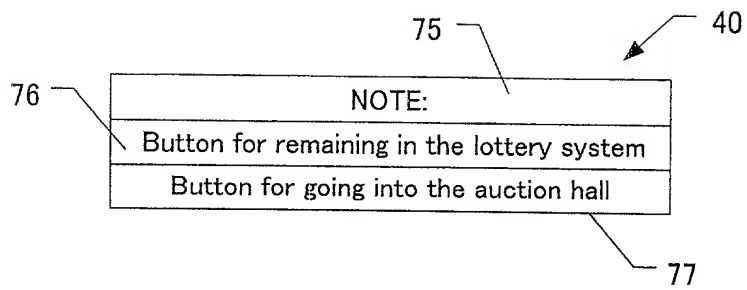 75
40
76
NOTE:
Button for remaining in the lottery system
Button for going into the auction hall
77